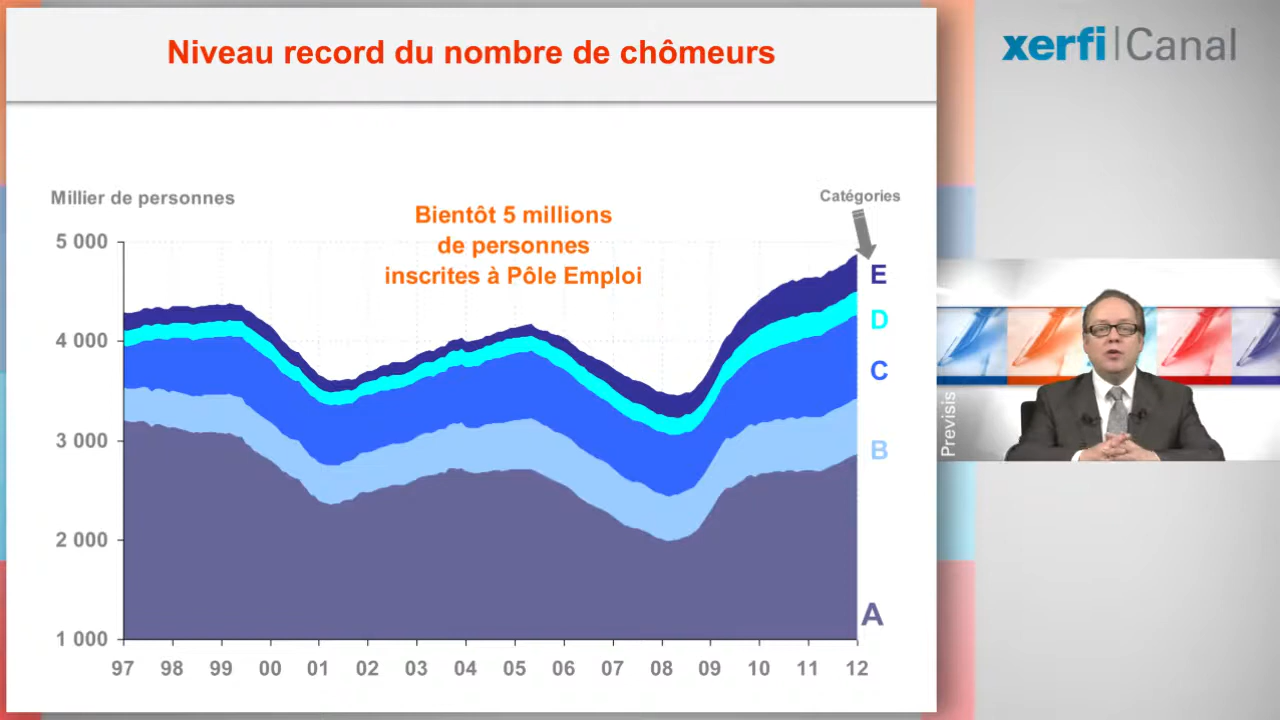 Niveau record du nombre de chômeurs
xerfi Canal
Millier de personnes
Bientôt 5 millions
de personnes
inscrites à Pôle Emploi
Catégories
5 000
4 000
3 000
2 000
1 000
E
D
C
B
A
97 98 99 00 01 02 03 04 05 06 07 08 09 10 11 12
Previsis